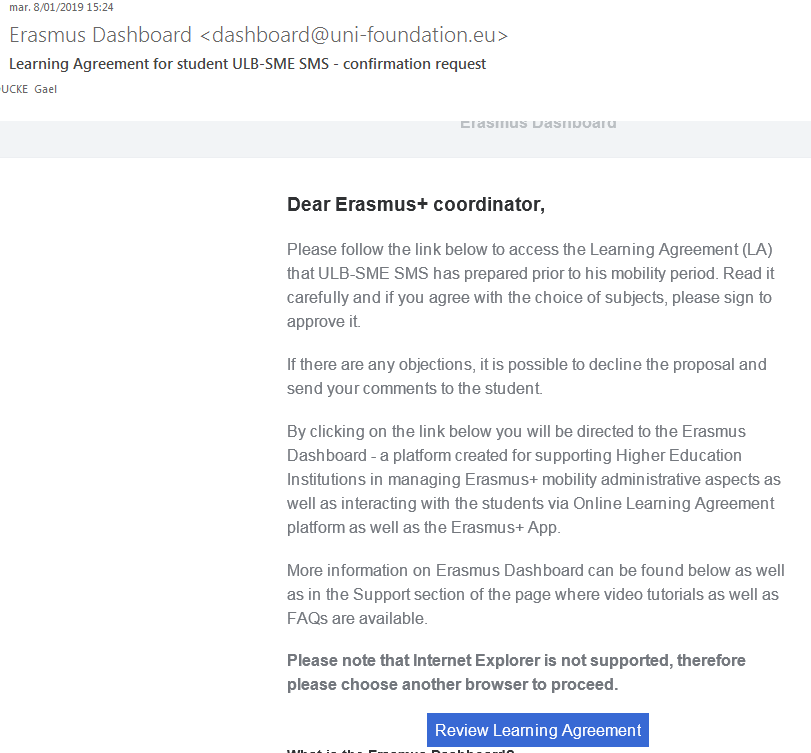 mar. 8/01/2019 15:24
Erasmus Dashboard <dashboard@uni-foundation.eu>
Learning Agreement for student ULB-SME SMS - confirmation request
UCKE Gael
Erasmus Dashboard
Dear Erasmus+ coordinator,
Please follow the link below to access the Learning Agreement (LA)
that ULB-SME SMS has prepared prior to his mobility period. Read it
carefully and if you agree with the choice of subjects, please sign to
approve it.
If there are any objections, it is possible to decline the proposal and
send your comments to the student.
By clicking on the link below you will be directed to the Erasmus
Dashboard - a platform created for supporting Higher Education
Institutions in managing Erasmus+ mobility administrative aspects as
well as interacting with the students via Online Learning Agreement
platform as well as the Erasmus+ App.
More information on Erasmus Dashboard can be found below as well
as in the Support section of the page where video tutorials as well as
FAQs are available.
Please note that Internet Explorer is not supported, therefore
please choose another browser to proceed.
Review Learning Agreement
What is the Erasmus Dashboard?